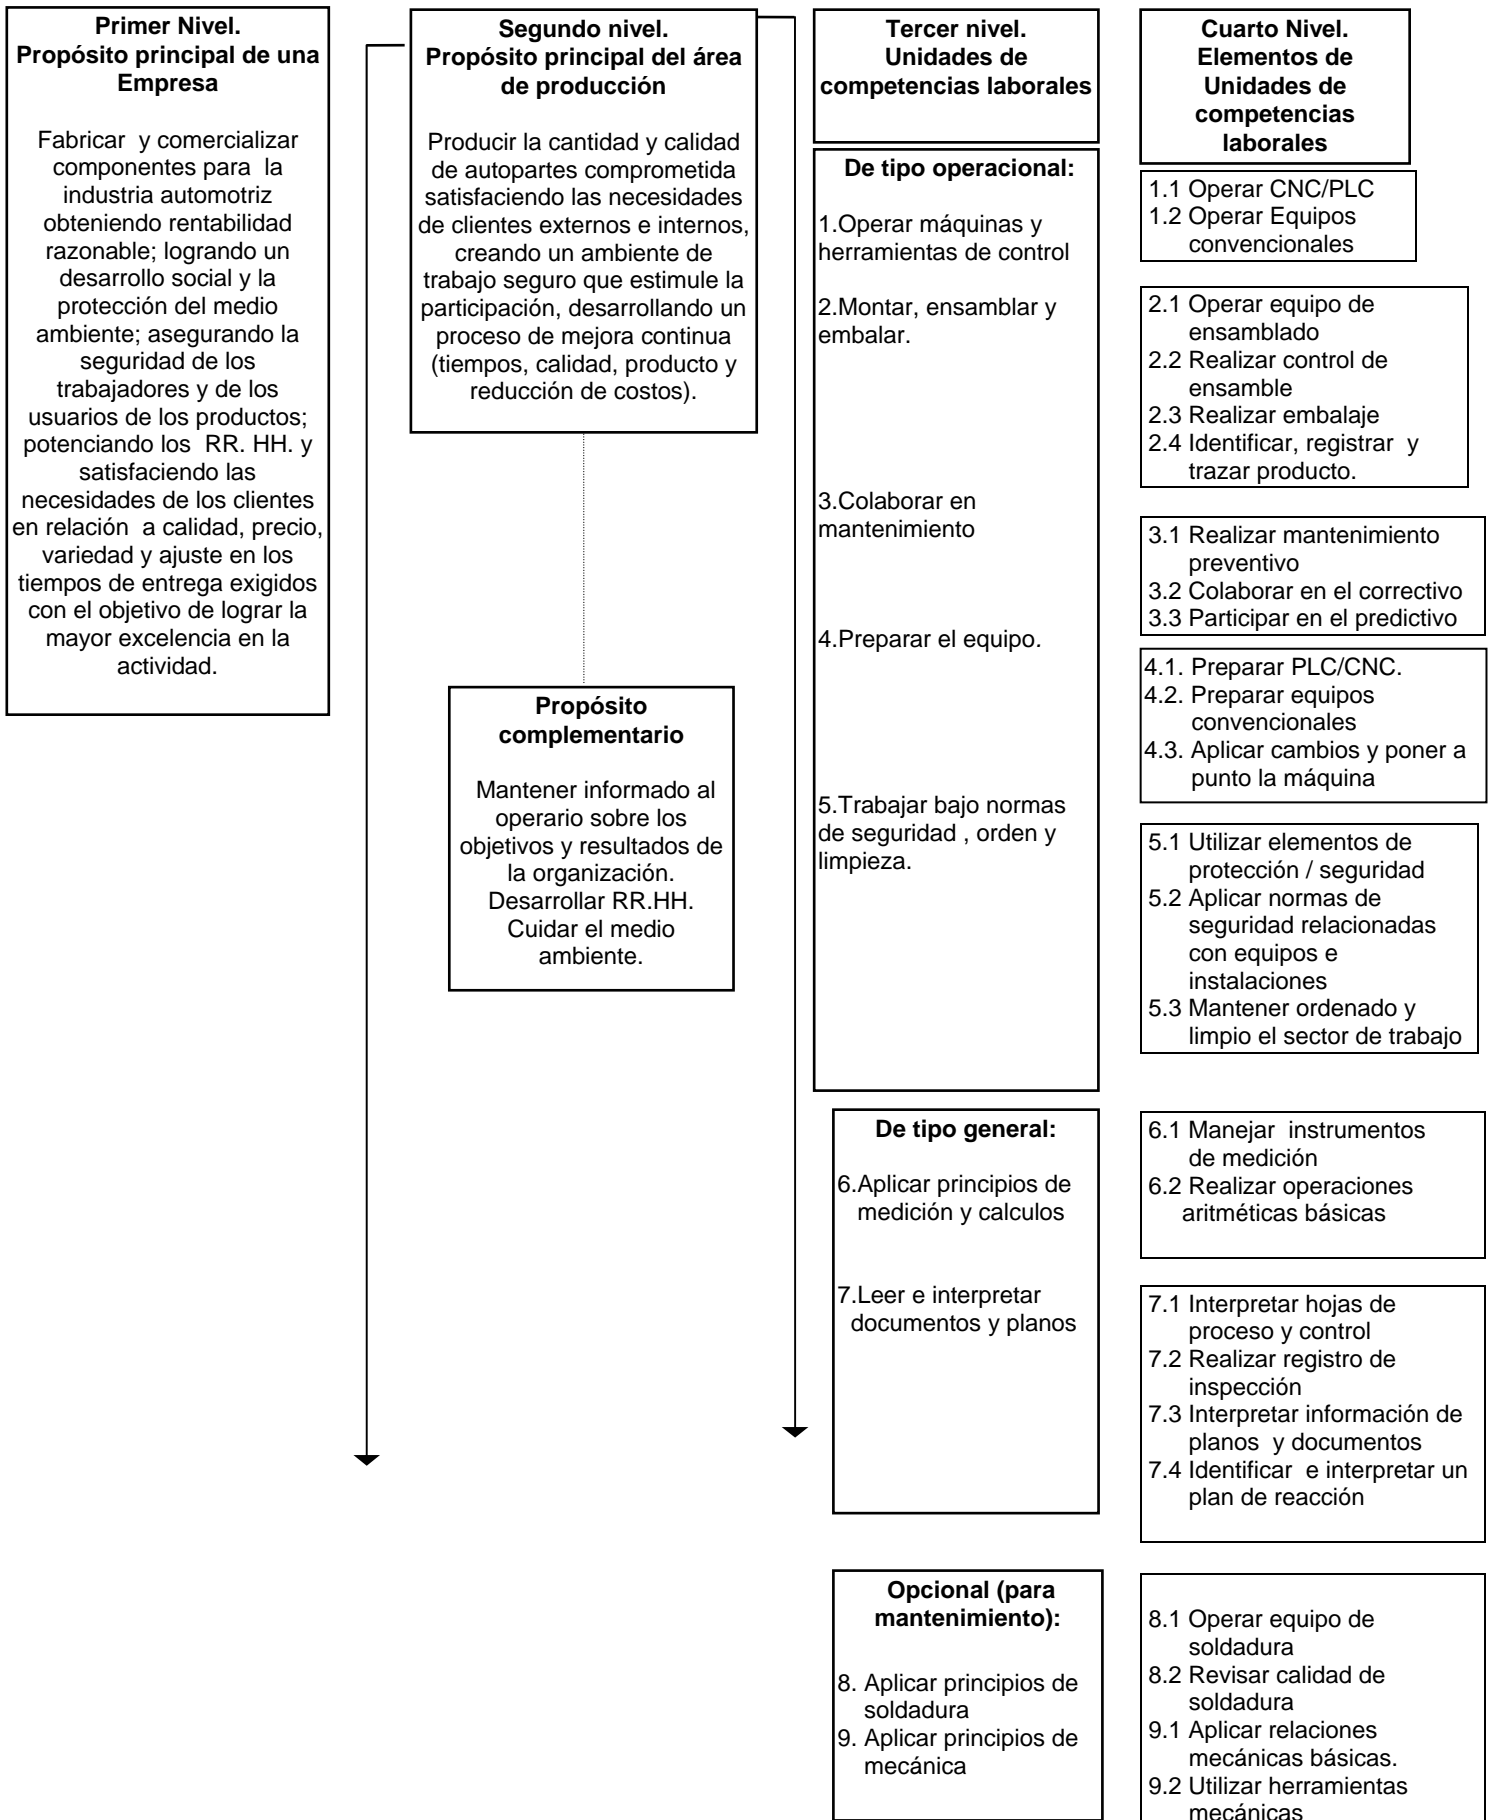 Primer Nivel.
Propósito principal de una
Empresa
Fabricar y comercializar
componentes para la
industria automotriz
obteniendo rentabilidad
razonable; logrando un
desarrollo social y la
protección del medio
ambiente; asegurando la
seguridad de los
trabajadores y de los
usuarios de los productos;
potenciando los RR. HH. y
satisfaciendo las
necesidades de los clientes
en relación a calidad, precio,
variedad y ajuste en los
tiempos de entrega exigidos
con el objetivo de lograr la
mayor excelencia en la
actividad.
Segundo nivel.
Propósito principal del área
de producción
Producir la cantidad y calidad
de autopartes comprometida
satisfaciendo las necesidades
de clientes externos e internos,
creando un ambiente de
trabajo seguro que estimule la
participación, desarrollando un
proceso de mejora continua
(tiempos, calidad, producto y
reducción de costos).
Propósito
complementario
Mantener informado al
operario sobre los
objetivos y resultados de
la organización.
Desarrollar RR.HH.
Cuidar el medio
ambiente.
Tercer nivel.
Unidades de
competencias laborales
De tipo operacional:
1.Operar máquinas y
herramientas de control
2.Montar, ensamblar y
embalar.
3.Colaborar en
mantenimiento
4.Preparar el equipo.
5.Trabajar bajo normas
de seguridad , orden y
limpieza.
De tipo general:
6.Aplicar principios de
medición y calculos
7.Leer e interpretar
documentos y planos
Opcional (para
mantenimiento):
8. Aplicar principios de
soldadura
9. Aplicar principios de
mecánica
Cuarto Nivel.
Elementos de
Unidades de
competencias
laborales
1.1 Operar CNC/PLC
1.2 Operar Equipos
convencionales
2.1 Operar equipo de
ensamblado
2.2 Realizar control de
ensamble
2.3 Realizar embalaje
2.4 Identificar, registrar y
trazar producto.
3.1 Realizar mantenimiento
preventivo
3.2 Colaborar en el correctivo
3.3 Participar en el predictivo
4.1. Preparar PLC/CNC.
4.2. Preparar equipos
convencionales
4.3. Aplicar cambios y poner a
punto la máquina
5.1 Utilizar elementos de
protección / seguridad
5.2 Aplicar normas de
seguridad relacionadas
con equipos e
instalaciones
5.3 Mantener ordenado y
limpio el sector de trabajo
6.1 Manejar instrumentos
de medición
6.2 Realizar operaciones
aritméticas básicas
7.1 Interpretar hojas de
proceso y control
7.2 Realizar registro de
inspección
7.3 Interpretar información de
planos y documentos
7.4 Identificar e interpretar un
plan de reacción
8.1 Operar equipo de
soldadura
8.2 Revisar calidad de
soldadura
9.1 Aplicar relaciones
mecánicas básicas.
9.2 Utilizar herramientas
mecánicas